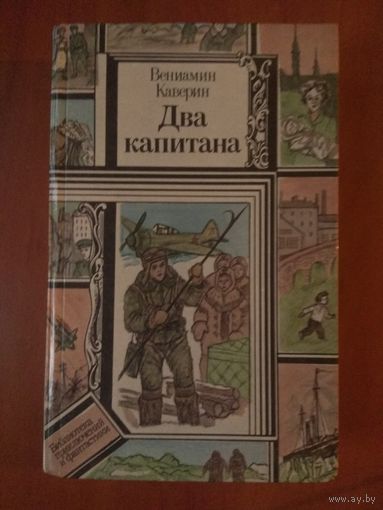 Вениамин
Каверин
Два
капитана
Библиотека
приключений
и фантастики
www.ay.by